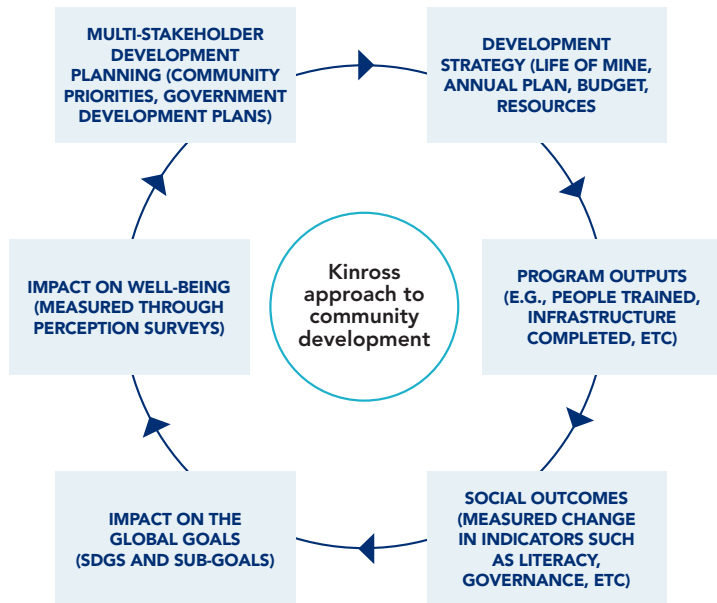 MULTI-STAKEHOLDER
DEVELOPMENT
PLANNING (COMMUNITY
PRIORITIES, GOVERNMENT
DEVELOPMENT PLANS)
DEVELOPMENT
STRATEGY (LIFE OF MINE,
ANNUAL PLAN, BUDGET,
RESOURCES
PROGRAM OUTPUTS
(E.G., PEOPLE TRAINED,
INFRASTRUCTURE
COMPLETED, ETC)
SOCIAL OUTCOMES
(MEASURED CHANGE
IN INDICATORS SUCH
AS LITERACY,
GOVERNANCE, ETC)
IMPACT ON THE
GLOBAL GOALS
(SDGS AND SUB-GOALS)
IMPACT ON WELL-BEING
(MEASURED THROUGH
PERCEPTION SURVEYS)
Kinross
approach to
community
development